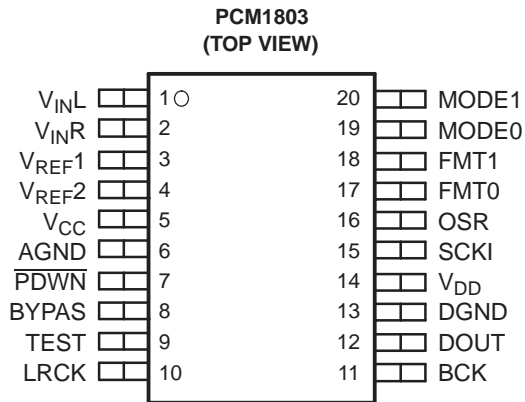 PCM1803
(TOP VIEW)
VINL 1 20 MODE1
VINR 2 19 MODE0
VREF1 3 18 FMT1
VREF2 4 17 FMT0
VCC 5 16 OSR
AGND 6 15 SCKI
PDWN 7 14 VDD
BYPAS 8 13 DGND
TEST 9 12 DOUT
LRCK 10 11 BCK